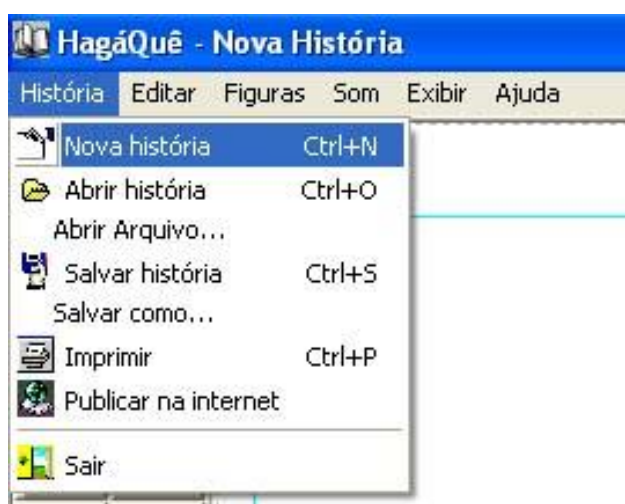 HagáQuê - Nova História
História Editar Figuras Som Exibir Ajuda
Nova história Ctrl+N
Abrir história Ctrl+O
Abrir Arquivo...
Salvar história Ctrl+S
Salvar como...
Imprimir Ctrl+P
Publicar na internet
Sair